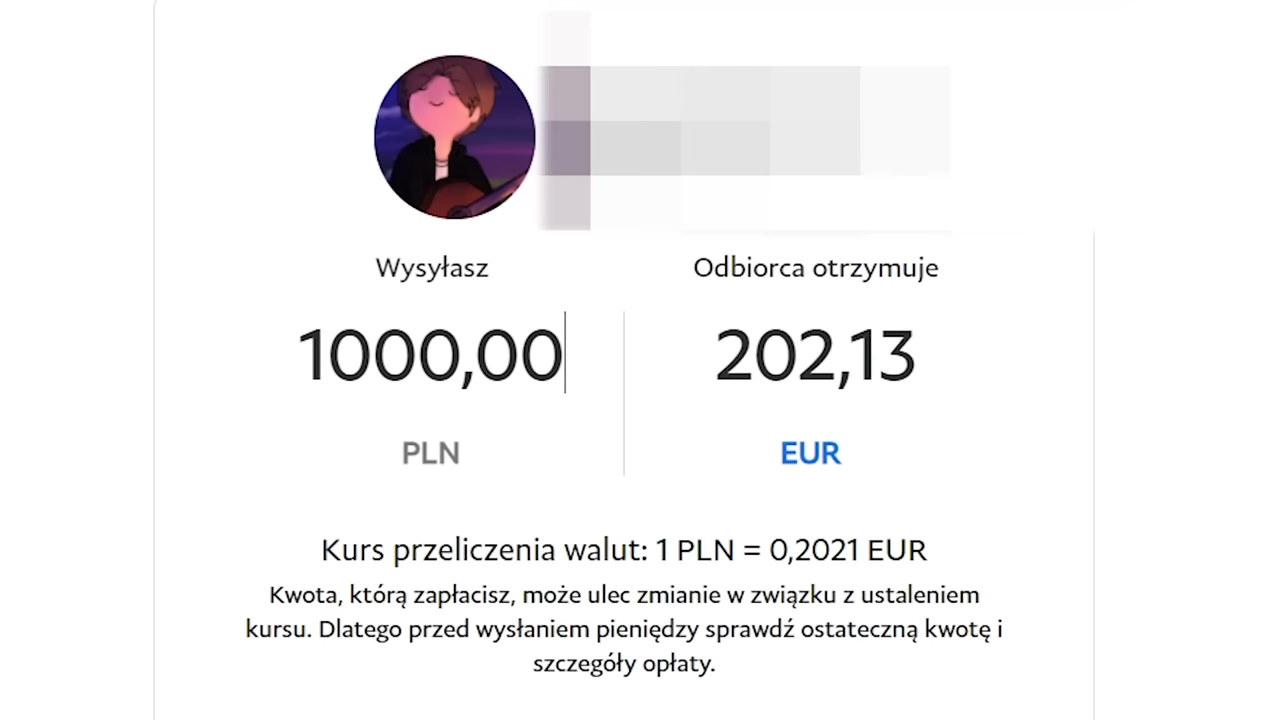 Wysyłasz
Odbiorca otrzymuje
1000,00
202,13
PLN
EUR
Kurs przeliczenia walut: 1 PLN = 0,2021 EUR
Kwota, którą zapłacisz, może ulec zmianie w związku z ustaleniem
kursu. Dlatego przed wysłaniem pieniędzy sprawdź ostateczną kwotę i
szczegóły opłaty.